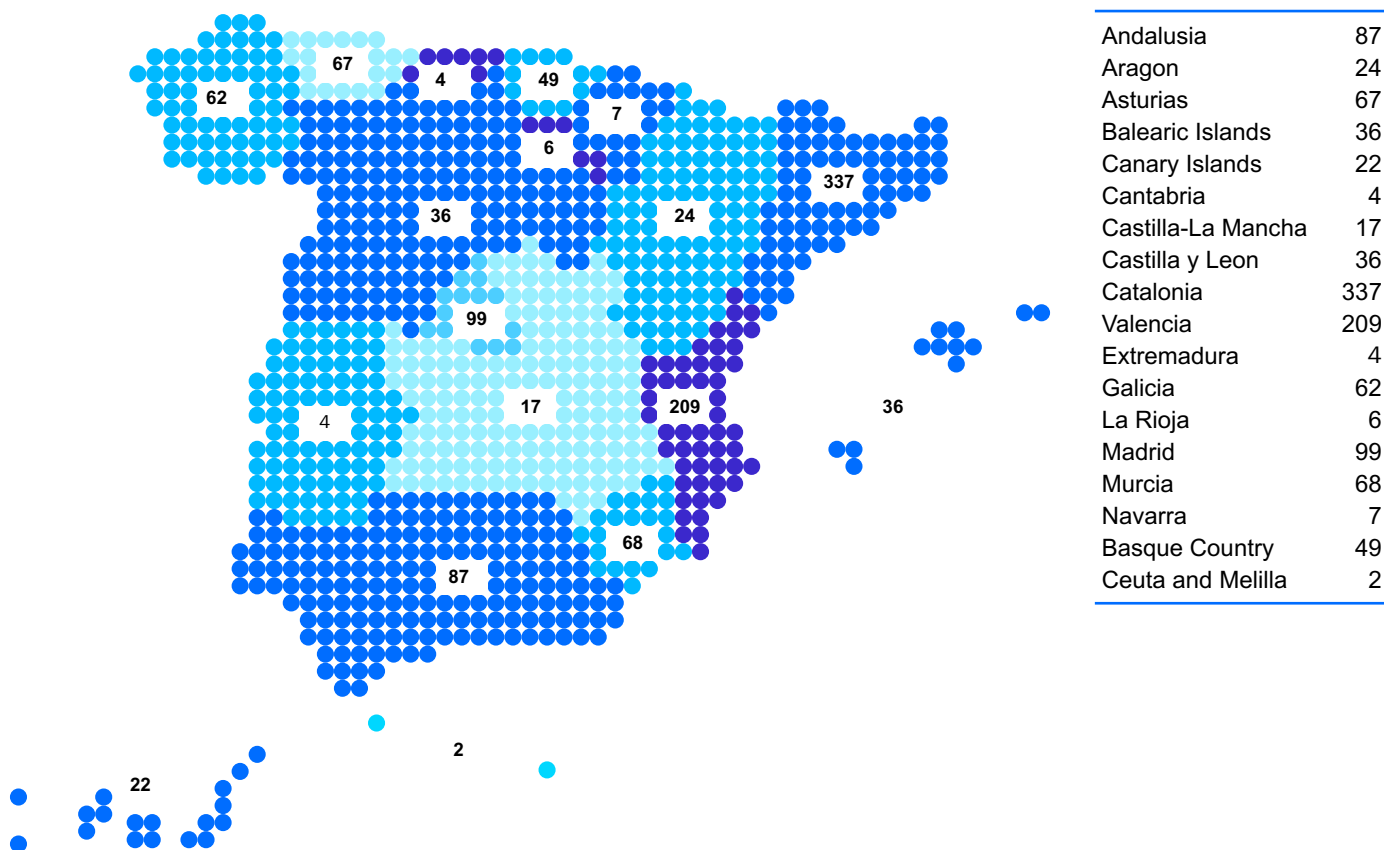 67
4
49
62
7
6
337
36
24
99
17
209
36
4
68
87
2
22
Andalusia 87
Aragon 24
Asturias 67
Balearic Islands 36
Canary Islands 22
Cantabria 4
Castilla-La Mancha 17
Castilla y Leon 36
Catalonia 337
Valencia 209
Extremadura 4
Galicia 62
La Rioja 6
Madrid 99
Murcia 68
Navarra 7
Basque Country 49
Ceuta and Melilla 2